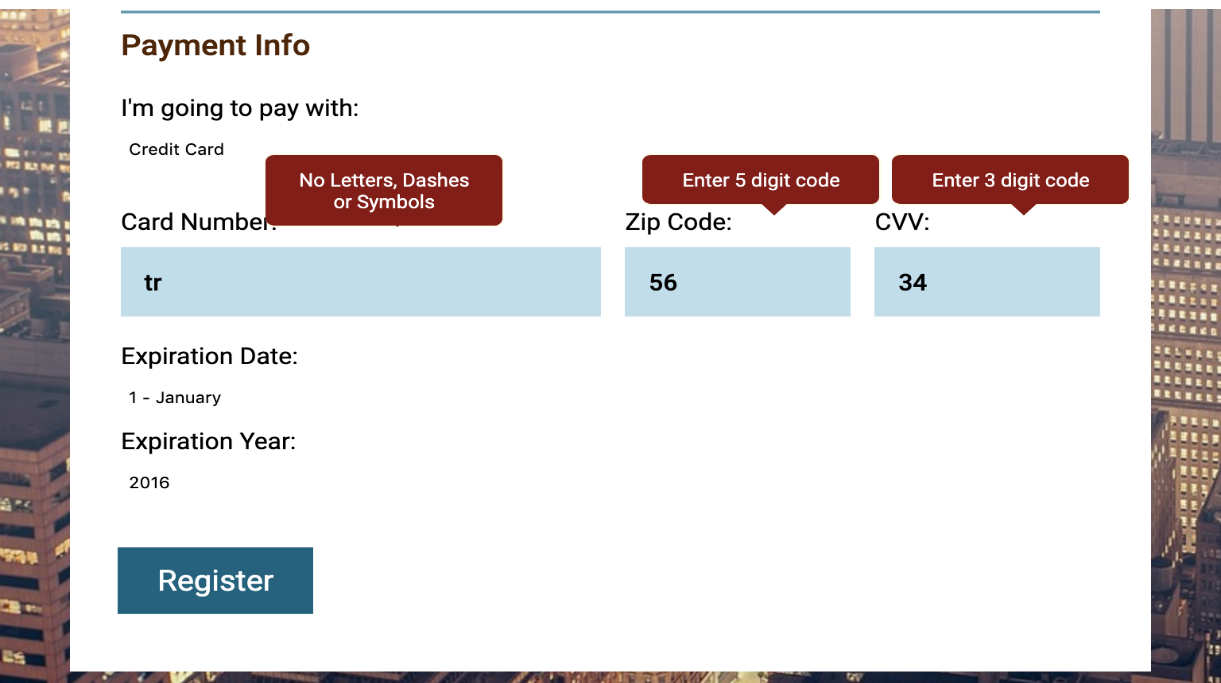 Payment Info
I'm going to pay with:
Credit Card
No Letters, Dashes
or Symbols
Enter 5 digit code
Enter 3 digit code
Card Number:
Zip Code:
CVV:
tr
56
34
Expiration Date:
1 - January
Expiration Year:
2016
Register